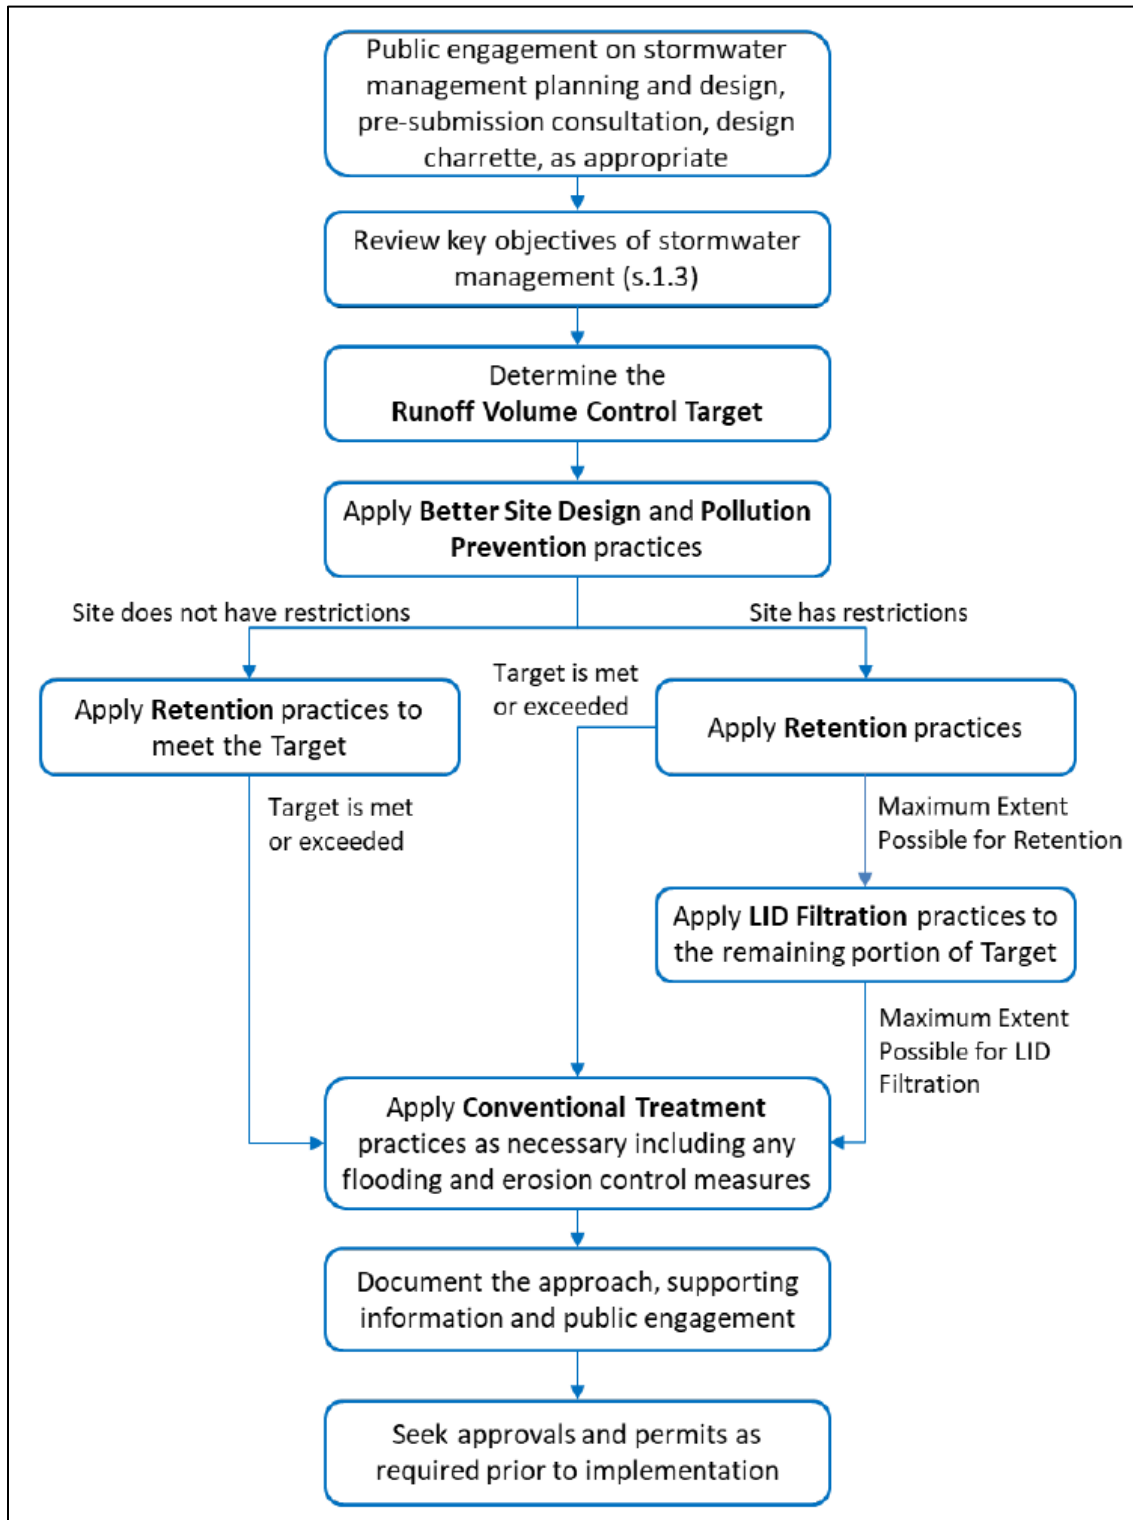 Public engagement on stormwater
management planning and design,
pre-submission consultation, design
charrette, as appropriate
Review key objectives of stormwater
management (s.1.3)
Determine the
Runoff Volume Control Target
Apply Better Site Design and Pollution
Prevention practices
Site does not have restrictions
Site has restrictions
Apply Retention practices to
meet the Target
Target is met
or exceeded
Target is met
or exceeded
Apply Retention practices
Maximum Extent
Possible for Retention
Apply LID Filtration practices to
the remaining portion of Target
Maximum Extent
Possible for LID
Filtration
Apply Conventional Treatment
practices as necessary including any
flooding and erosion control measures
Document the approach, supporting
information and public engagement
Seek approvals and permits as
required prior to implementation